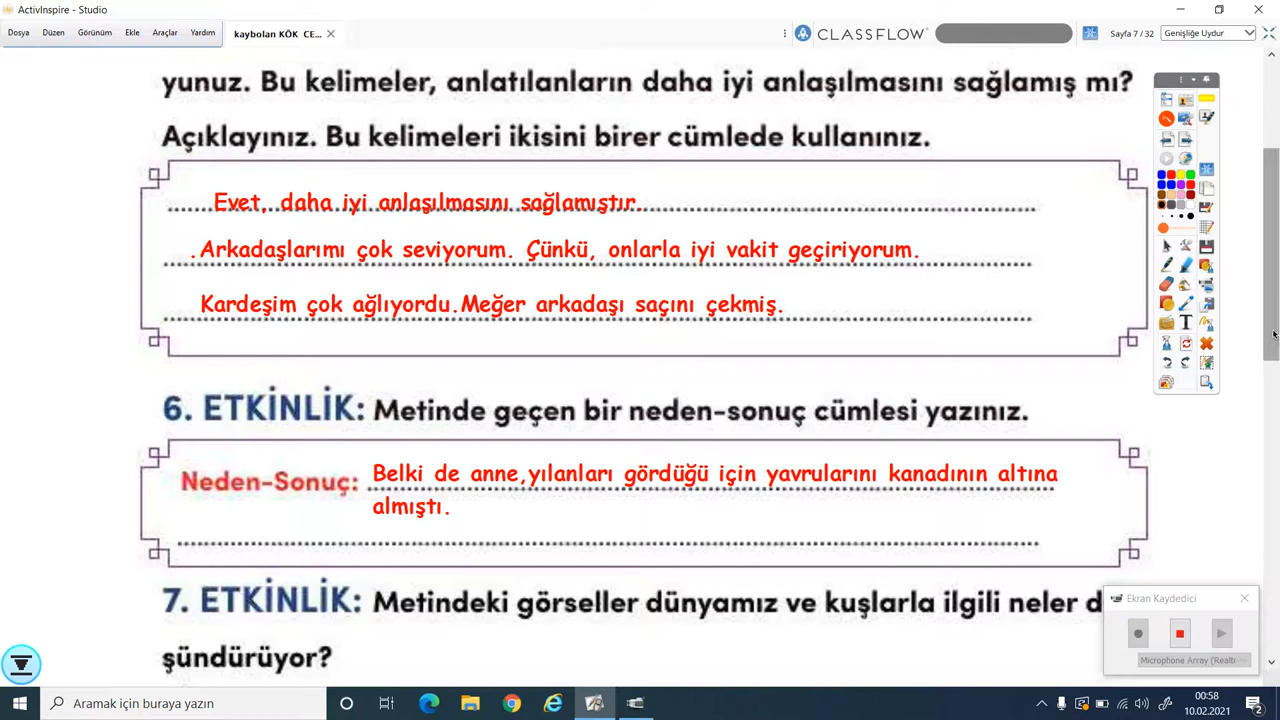 ActivInspire - Studio
Dosya Düzen Görünüm Ekle Araçlar Yardım
kaybolan KÖK CE...
CLASSFLOW
Sayfa 7 / 32
Genişliğe Uydur
yunuz. Bu kelimeler, anlatılanların daha iyi anlaşılmasını sağlamış mı?
Açıklayınız. Bu kelimeleri ikisini birer cümlede kullanınız.
Evet, daha iyi anlaşılmasını sağlamıştır.
.Arkadaşlarımı çok seviyorum. Çünkü, onlarla iyi vakit geçiriyorum.
Kardeşim çok ağlıyordu.Meğer arkadaşı saçını çekmiş.
6. ETKİNLİK: Metinde geçen bir neden-sonuç cümlesi yazınız.
Neden-Sonuç: Belki de anne,yılanları gördüğü için yavrularını kanadının altına
almıştı.
7. ETKİNLİK: Metindeki görseller dünyamız ve kuşlarla ilgili neler d
şündürüyor?
Ekran Kaydedici
Microphone Array (Realt
Aramak için buraya yazın
00:58
10.02.2021
2